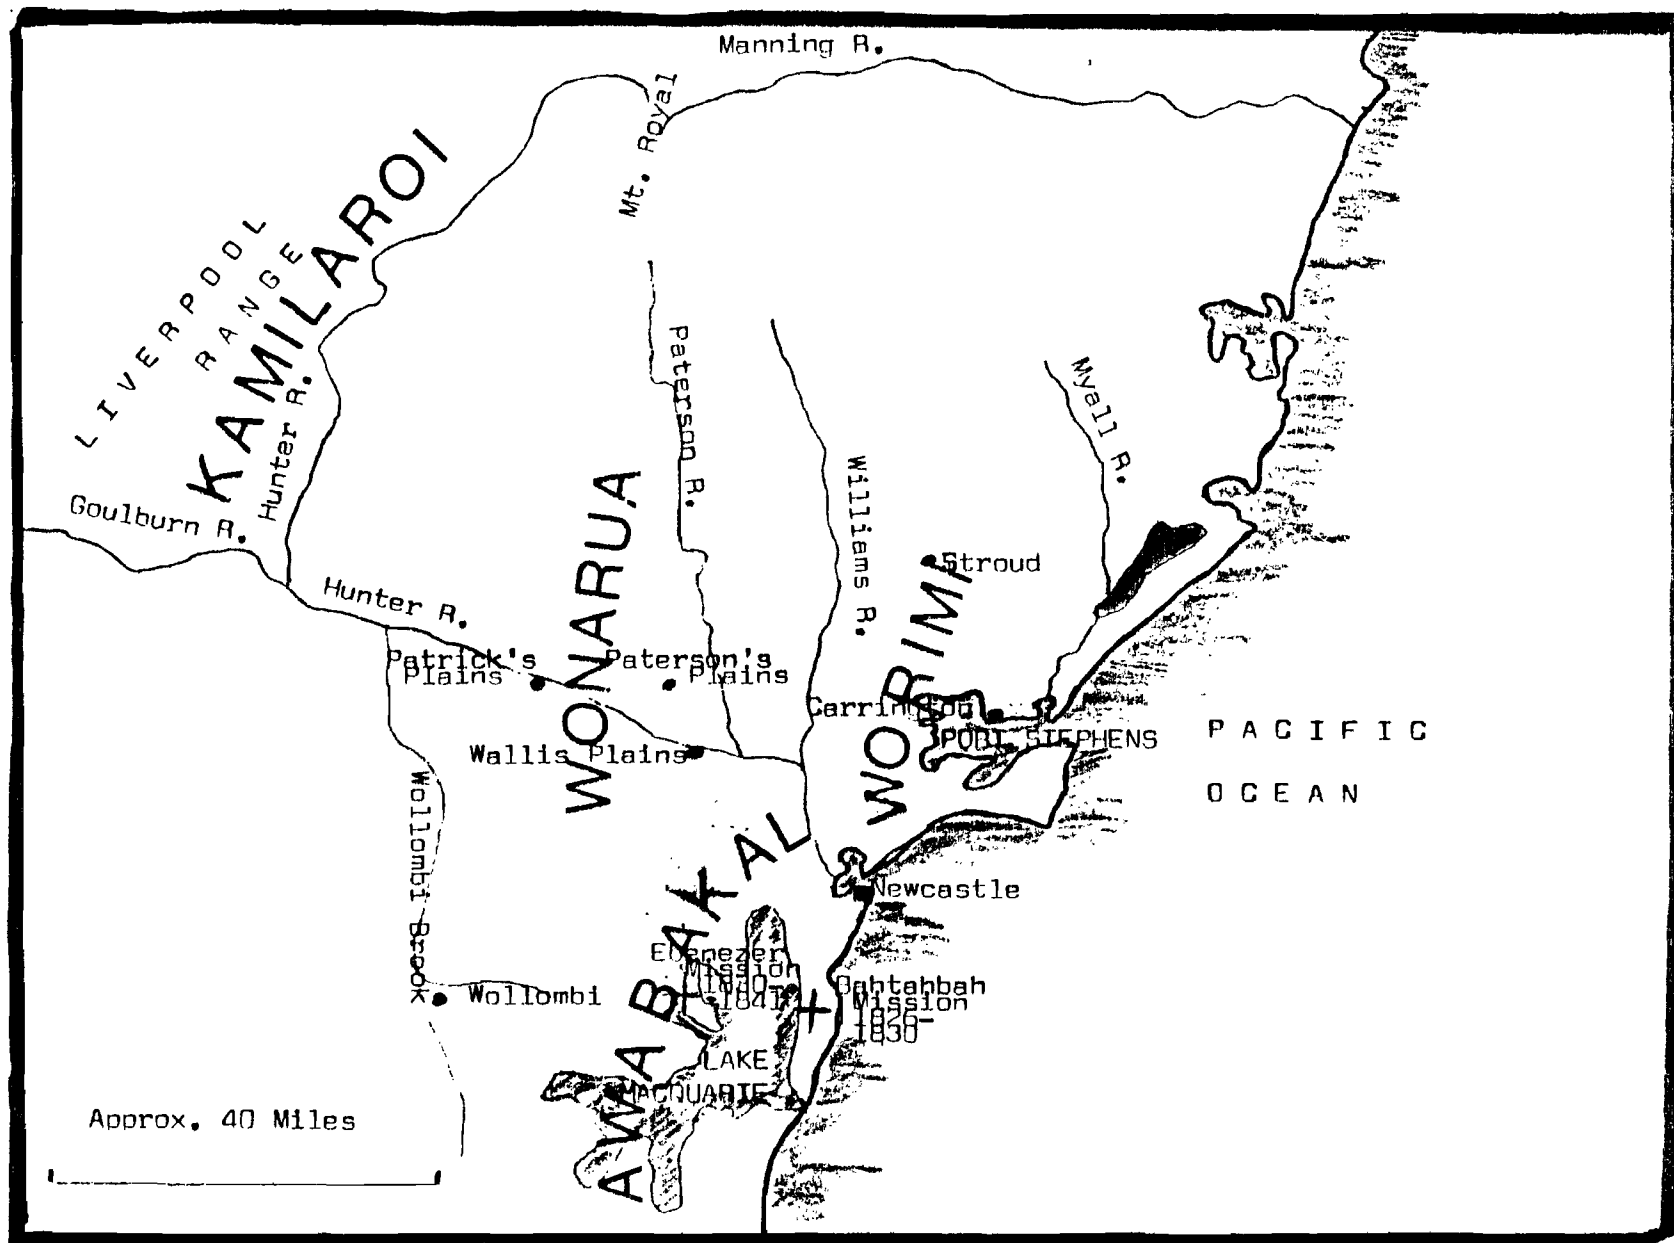 Manning R.
Mt. Royal
LIVERPOOL
RANGE
KAMILAROI
Hunter R.
Goulburn R.
Hunter R.
Paterson R.
Williams R.
Myall R.
WONARUA
WORIMI
Stroud
Patrick's
Plains
Paterson's
Plains
Wallis Plains
Carrington
PORT STEPHENS
PACIFIC
OCEAN
Wollombi Brook
AWABAKAL
Newcastle
Ebenezer
Mission
1830-
1841
Bahtahbah
Mission
1826-
1830
Wollombi
LAKE
MACQUARIE
Approx. 40 Miles